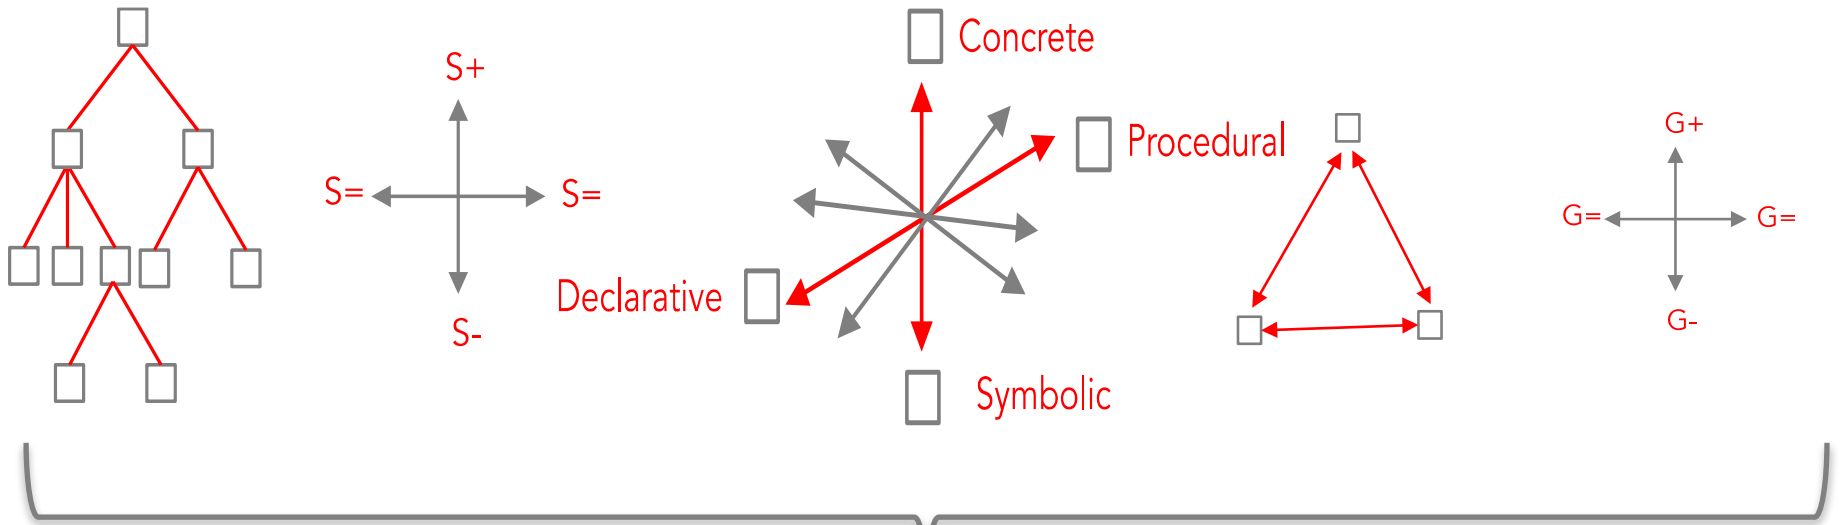 S+
S=
S=
S-
Concrete
Procedural
Declarative
Symbolic
G+
G=
G=
G-